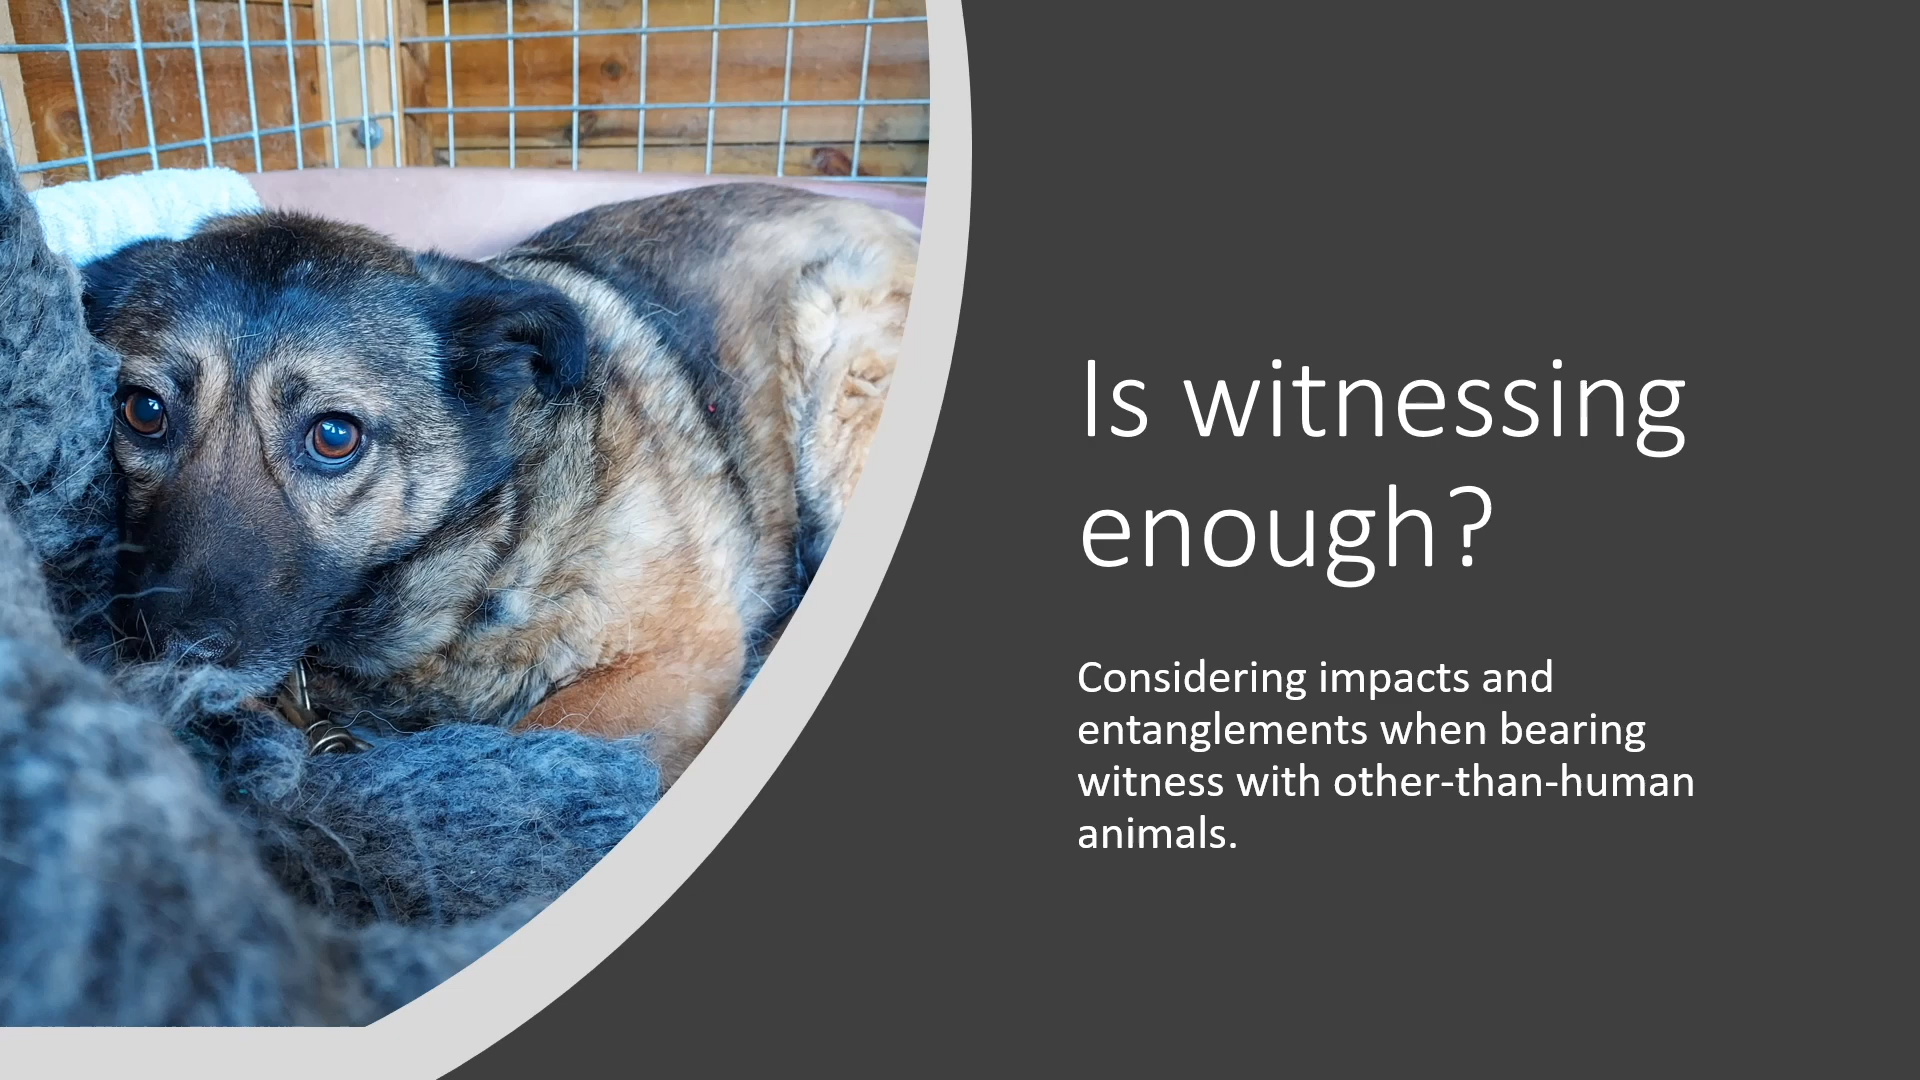 Is witnessing
enough?
Considering impacts and
entanglements when bearing
witness with other-than-human
animals.